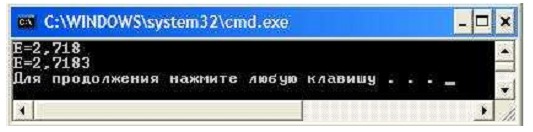 C:\WINDOWS\system32\cmd.exe
E=2,718
E=2,7183
Для продолжения нажмите любую клавишу . . . _